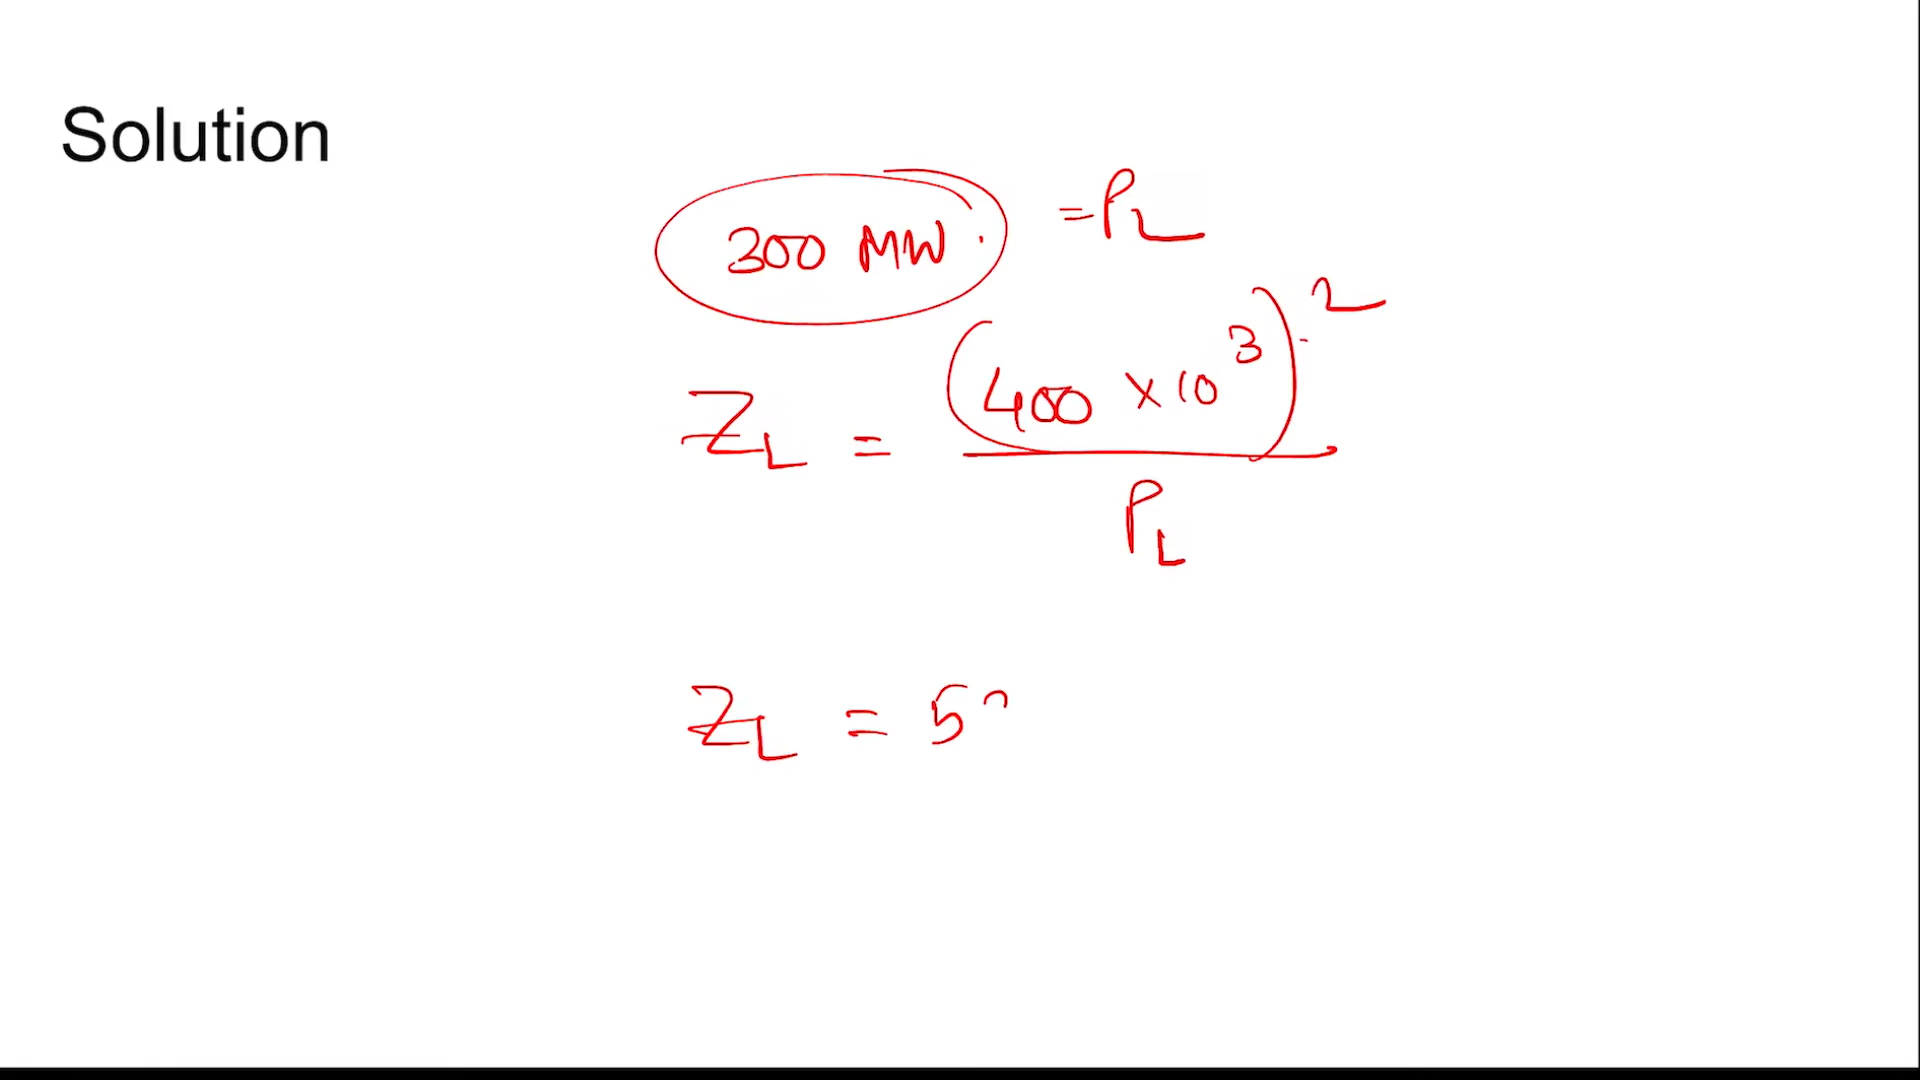 Solution
300 MW. = PL
ZL = (400 × 10^3)^2 / PL
ZL = 5